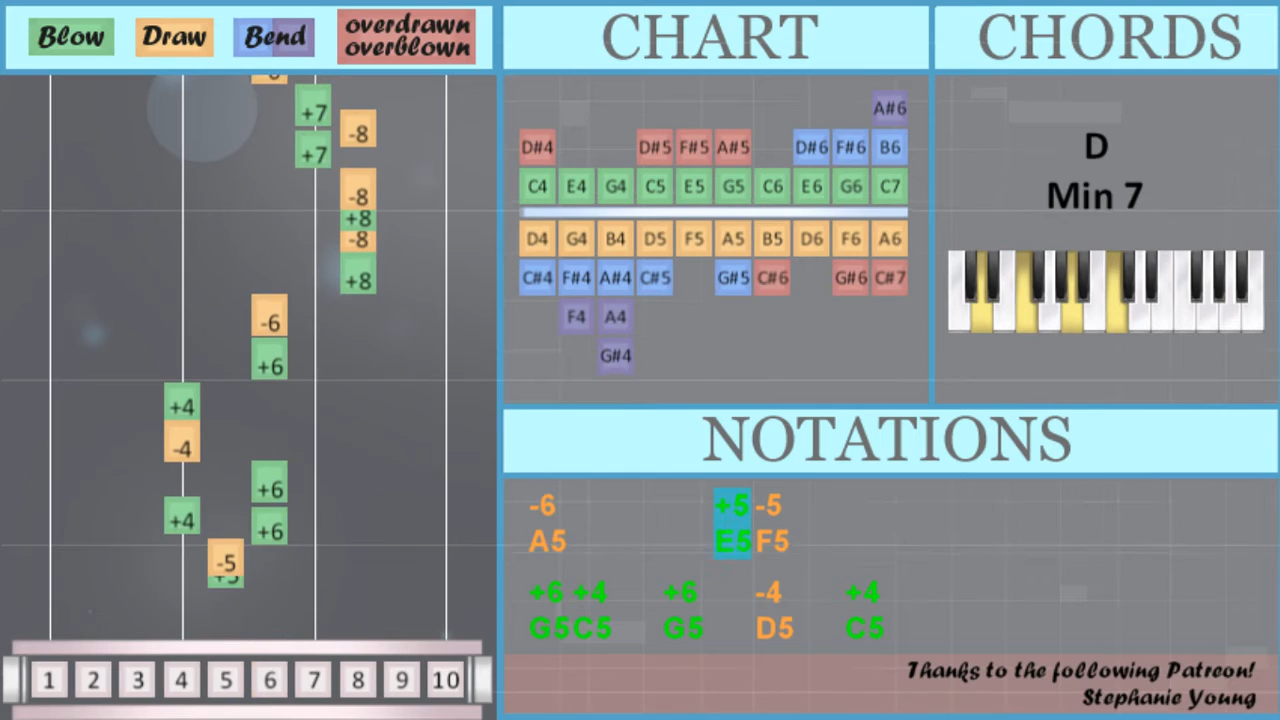 Blow Draw Bend overdrawn
overblown
CHART
CHORDS
+7
-8
+7
-8
+8
-8
+8
-6
+6
+4
-4
+6
+4
+6
-5
+5
1 2 3 4 5 6 7 8 9 10
A#6
D#4 D#5 F#5 A#5 D#6 F#6 B6
C4 E4 G4 C5 E5 G5 C6 E6 G6 C7
D4 G4 B4 D5 F5 A5 B5 D6 F6 A6
C#4 F#4 A#4 C#5 G#5 C#6 G#6 C#7
F4 A4
G#4
D
Min 7
NOTATIONS
-6 +5 -5
A5 E5 F5
+6 +4 +6 -4 +4
G5 C5 G5 D5 C5
Thanks to the following Patreon!
Stephanie Young